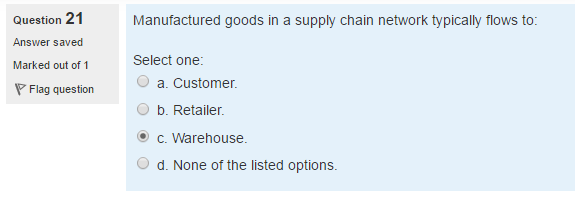 Question 21
Answer saved
Marked out of 1
Flag question
Manufactured goods in a supply chain network typically flows to:
Select one:
a. Customer.
b. Retailer.
c. Warehouse.
d. None of the listed options.